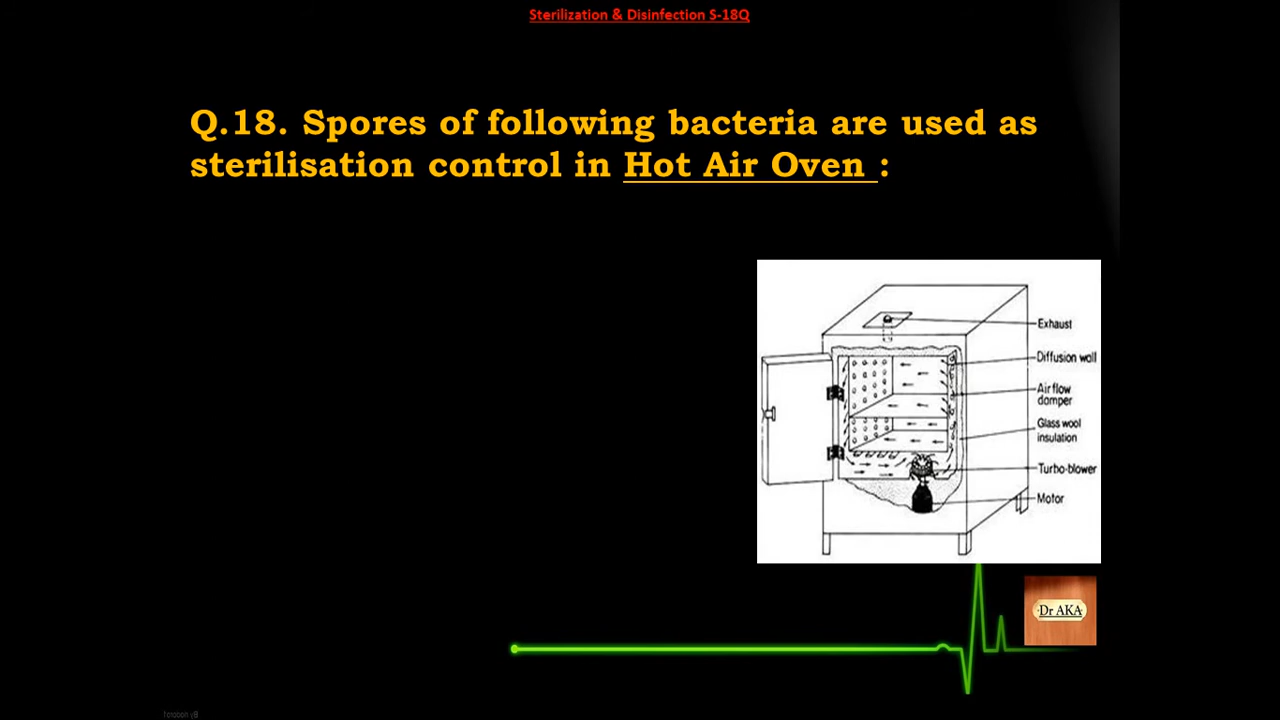 Sterilization & Disinfection S-18Q
Q.18. Spores of following bacteria are used as
sterilisation control in Hot Air Oven :
Exhaust
Diffusion wall
Air flow
damper
Glass wool
insulation
Turbo-blower
Motor
Dr AKA